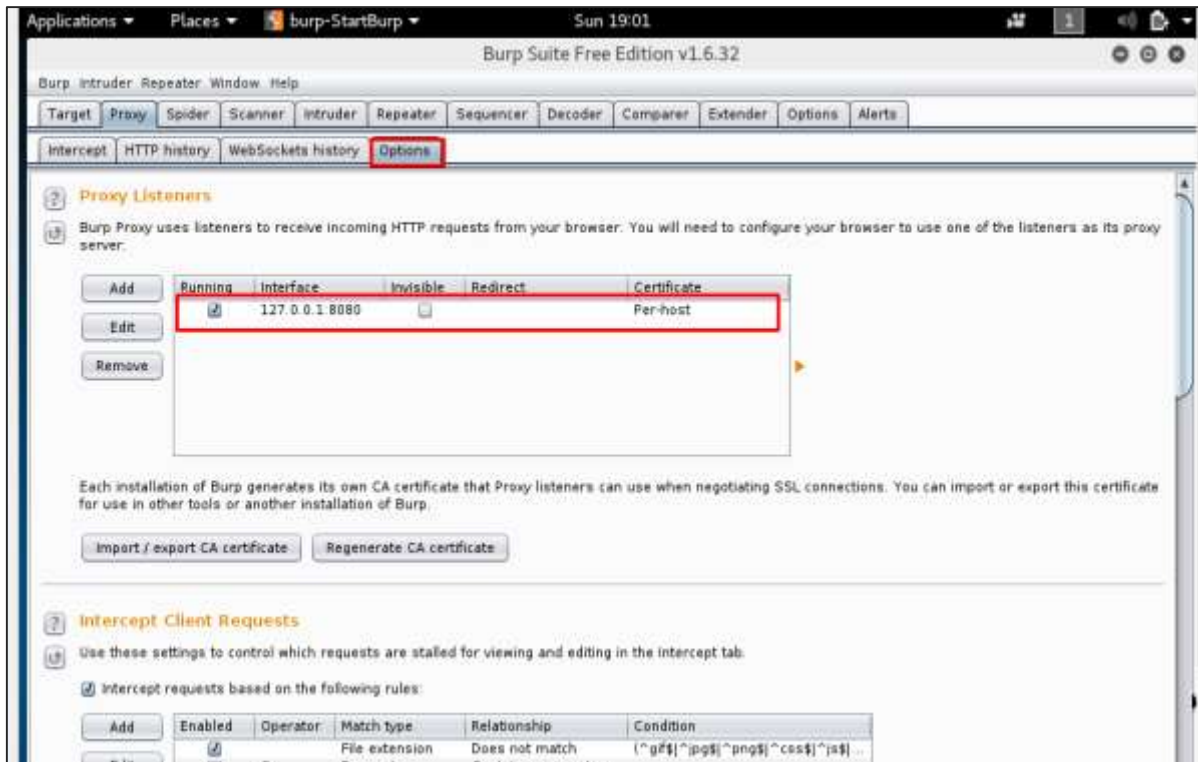 Applications Places burp-StartBurp Sun 19:01 1
Burp Suite Free Edition v1.6.32
Burp Intruder Repeater Window Help
Target Proxy Spider Scanner Intruder Repeater Sequencer Decoder Comparer Extender Options Alerts
Intercept HTTP history WebSockets history Options
? Proxy Listeners
Burp Proxy uses listeners to receive incoming HTTP requests from your browser. You will need to configure your browser to use one of the listeners as its proxy
server.
Add Running Interface Invisible Redirect Certificate
127.0.0.1:8080 Per-host
Edit
Remove
Each installation of Burp generates its own CA certificate that Proxy listeners can use when negotiating SSL connections. You can import or export this certificate
for use in other tools or another installation of Burp.
Import / export CA certificate Regenerate CA certificate
? Intercept Client Requests
Use these settings to control which requests are stalled for viewing and editing in the Intercept tab.
Intercept requests based on the following rules:
Add Enabled Operator Match type Relationship Condition
File extension Does not match (^gif$|^jpg$|^png$|^css$|^js$| ...